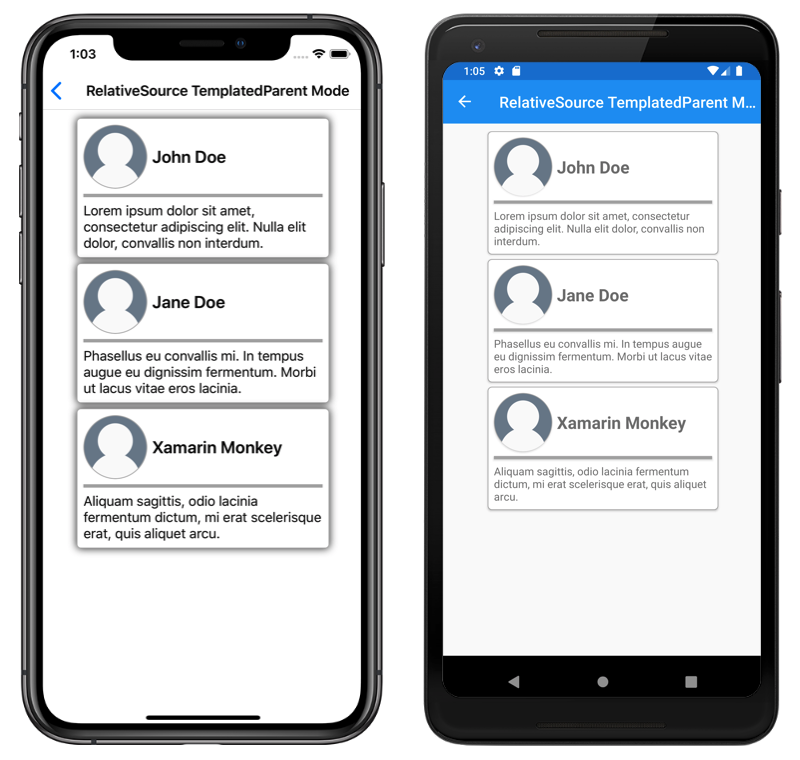 1:03
RelativeSource TemplatedParent Mode
John Doe
Lorem ipsum dolor sit amet,
consectetur adipiscing elit. Nulla elit
dolor, convallis non interdum.
Jane Doe
Phasellus eu convallis mi. In tempus
augue eu dignissim fermentum. Morbi
ut lacus vitae eros lacinia.
Xamarin Monkey
Aliquam sagittis, odio lacinia
fermentum dictum, mi erat scelerisque
erat, quis aliquet arcu.
1:05
RelativeSource TemplatedParent M...
John Doe
Lorem ipsum dolor sit amet, consectetur
adipiscing elit. Nulla elit dolor, convallis non
interdum.
Jane Doe
Phasellus eu convallis mi. In tempus augue
eu dignissim fermentum. Morbi ut lacus vitae
eros lacinia.
Xamarin Monkey
Aliquam sagittis, odio lacinia fermentum
dictum, mi erat scelerisque erat, quis aliquet
arcu.